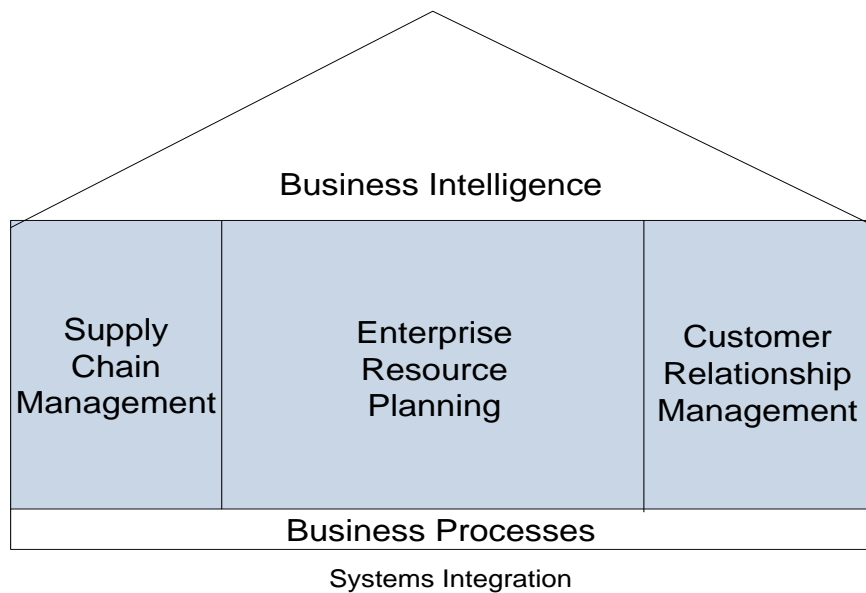 Business Intelligence
Supply
Chain
Management
Enterprise
Resource
Planning
Customer
Relationship
Management
Business Processes
Systems Integration